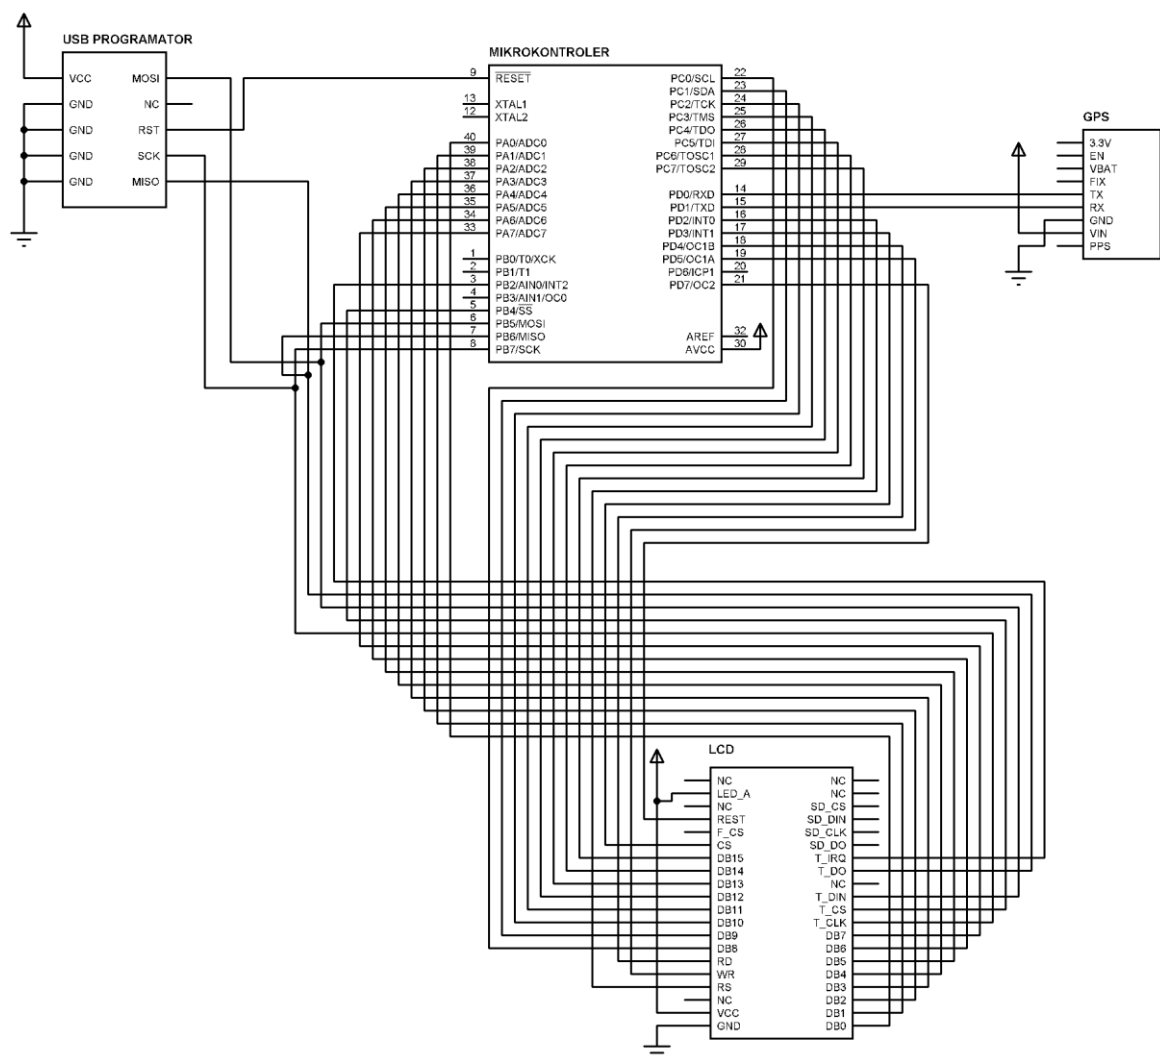 USB PROGRAMATOR
VCC MOSI
GND NC
GND RST
GND SCK
GND MISO
MIKROKONTROLER
9 RESET PC0/SCL 22
PC1/SDA 23
13 XTAL1 PC2/TCK 24
12 XTAL2 PC3/TMS 25
PC4/TDO 26
40 PA0/ADC0 PC5/TDI 27
39 PA1/ADC1 PC6/TOSC1 28
38 PA2/ADC2 PC7/TOSC2 29
37 PA3/ADC3
36 PA4/ADC4 PD0/RXD 14
35 PA5/ADC5 PD1/TXD 15
34 PA6/ADC6 PD2/INT0 16
33 PA7/ADC7 PD3/INT1 17
PD4/OC1B 18
1 PB0/T0/XCK PD5/OC1A 19
2 PB1/T1 PD6/ICP1 20
3 PB2/AIN0/INT2 PD7/OC2 21
4 PB3/AIN1/OC0
5 PB4/SS
6 PB5/MOSI
7 PB6/MISO AREF 32
8 PB7/SCK AVCC 30
GPS
3.3V
EN
VBAT
FIX
TX
RX
GND
VIN
PPS
LCD
NC NC
LED_A NC
NC SD_CS
REST SD_DIN
F_CS SD_CLK
CS SD_DO
DB15 T_IRQ
DB14 T_DO
DB13 NC
DB12 T_DIN
DB11 T_CS
DB10 T_CLK
DB9 DB7
DB8 DB6
RD DB5
WR DB4
RS DB3
NC DB2
VCC DB1
GND DB0